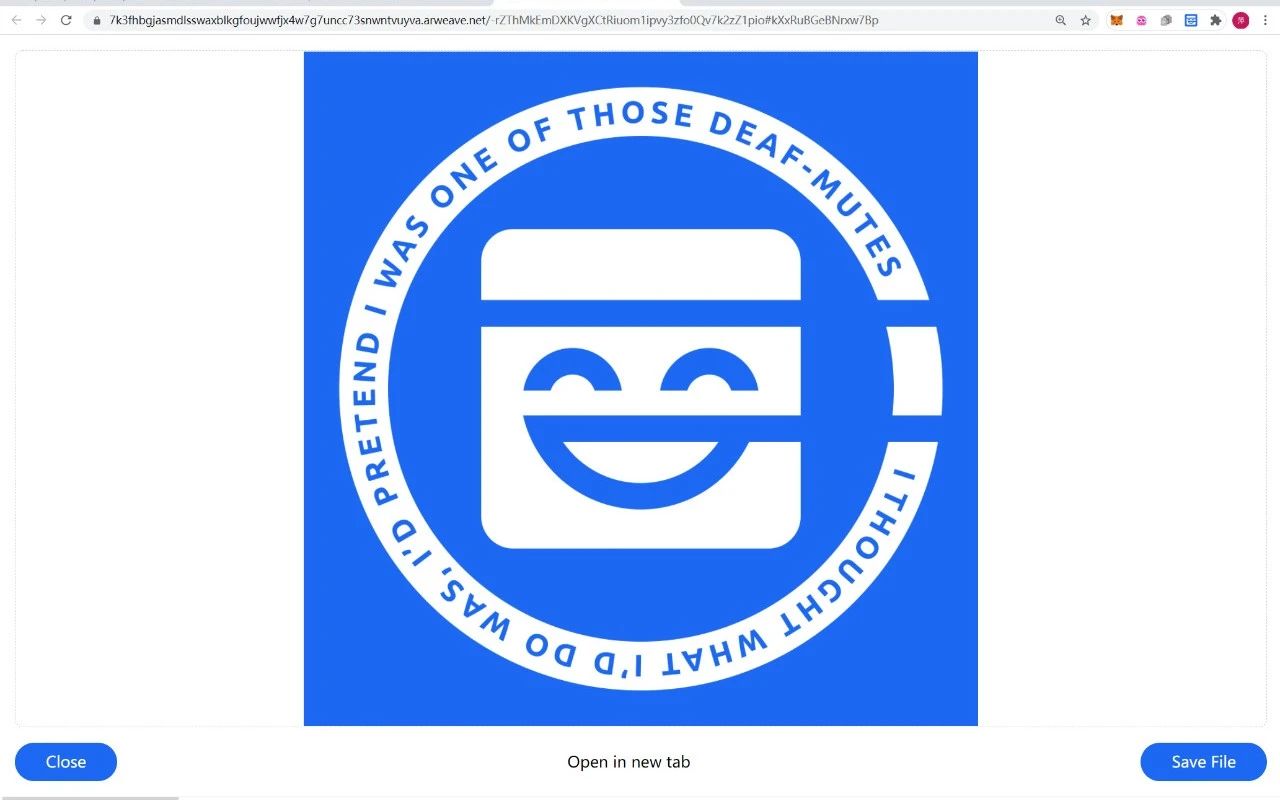 7k3fhbgjasmdlsswaxblkgfoujwwfjx4w7g7uncc73snwntvuyva.arweave.net/-rZThMkEmDXKVgXCtRiuom1ipvy3zfo0Qv7k2zZ1pio#kXxRuBGeBNrxw7Bp
I THOUGHT WHAT I'D DO WAS, I'D PRETEND I WAS ONE OF THOSE DEAF-MUTES
Close
Open in new tab
Save File